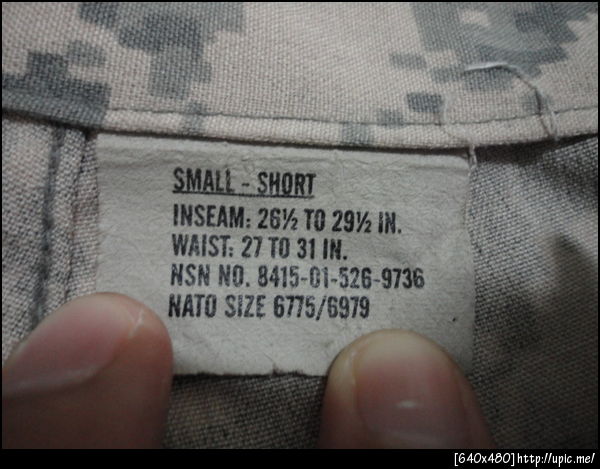 SMALL - SHORT
INSEAM: 26½ TO 29½ IN.
WAIST: 27 TO 31 IN.
NSN NO. 8415-01-526-9736
NATO SIZE 6775/6979
[640x480]http://upic.me/